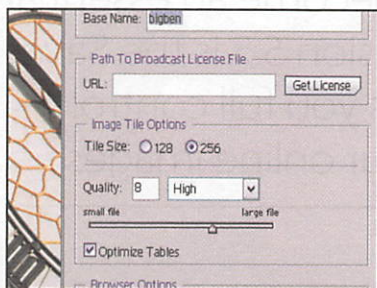 Base Name: bigben
Path To Broadcast License File
URL: Get License
Image Tile Options
Tile Size: 128 256
Quality: 8 High
small file large file
Optimize Tables
Browser Options